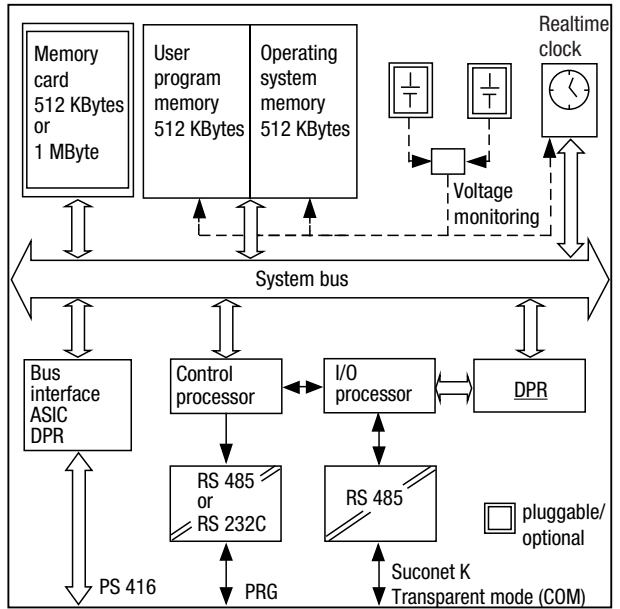 Realtime
clock
Memory
card
512 KBytes
or
1 MByte
User
program
memory
512 KBytes
Operating
system
memory
512 KBytes
Voltage
monitoring
System bus
Bus
interface
ASIC
DPR
Control
processor
I/O
processor
DPR
RS 485
or
RS 232C
RS 485
pluggable/
optional
PS 416
PRG
Suconet K
Transparent mode (COM)